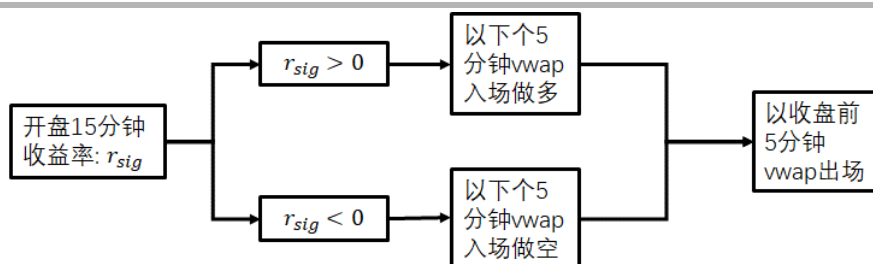 开盘15分钟
收益率: r_sig
r_sig > 0
以下个5
分钟vwap
入场做多
r_sig < 0
以下个5
分钟vwap
入场做空
以收盘前
5分钟
vwap出场